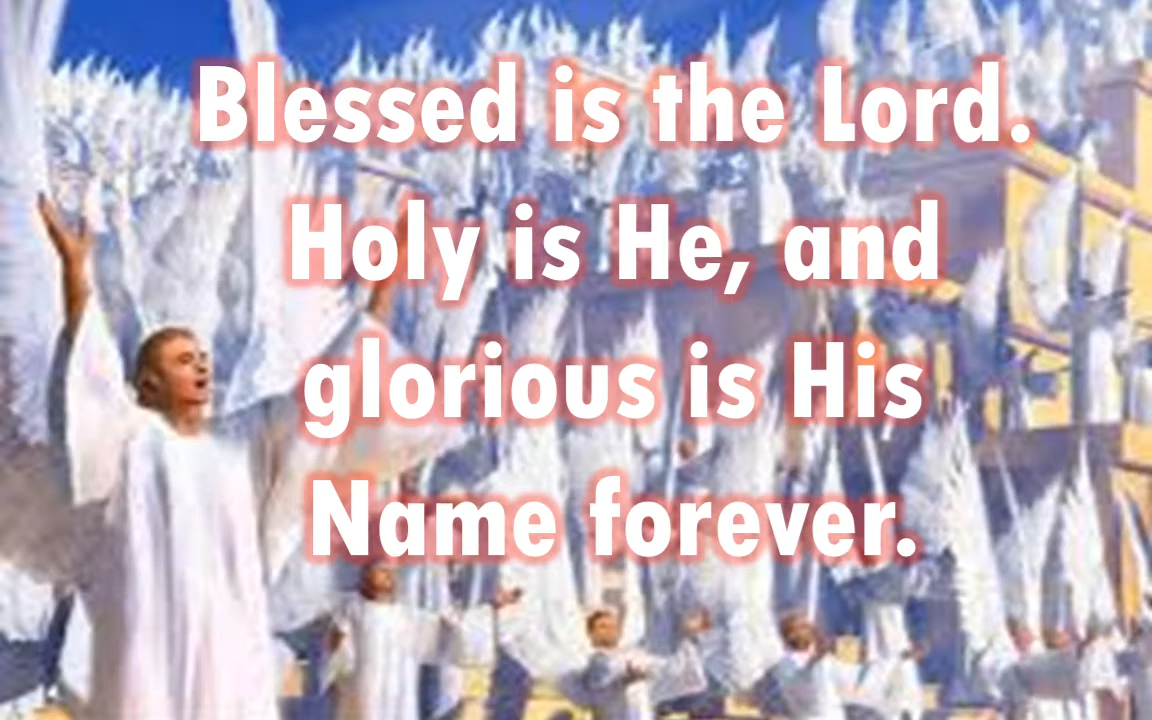 Blessed is the Lord.
Holy is He, and
glorious is His
Name forever.